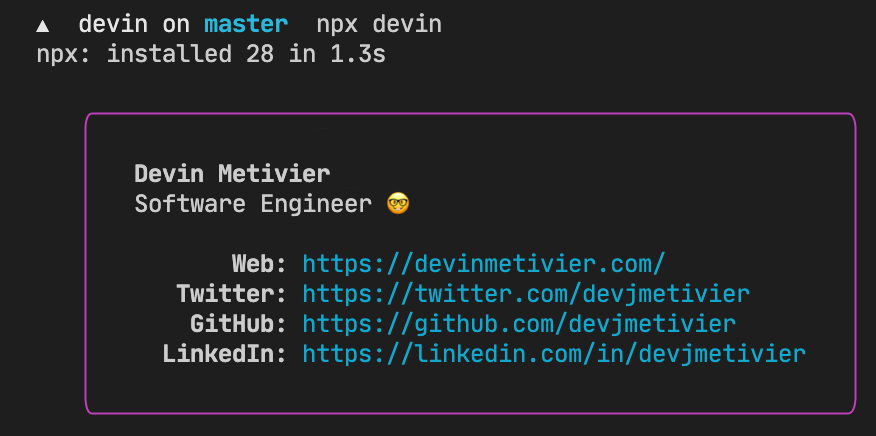 ▲ devin on master npx devin
npx: installed 28 in 1.3s
Devin Metivier
Software Engineer 🤓
Web: https://devinmetivier.com/
Twitter: https://twitter.com/devjmetivier
GitHub: https://github.com/devjmetivier
LinkedIn: https://linkedin.com/in/devjmetivier